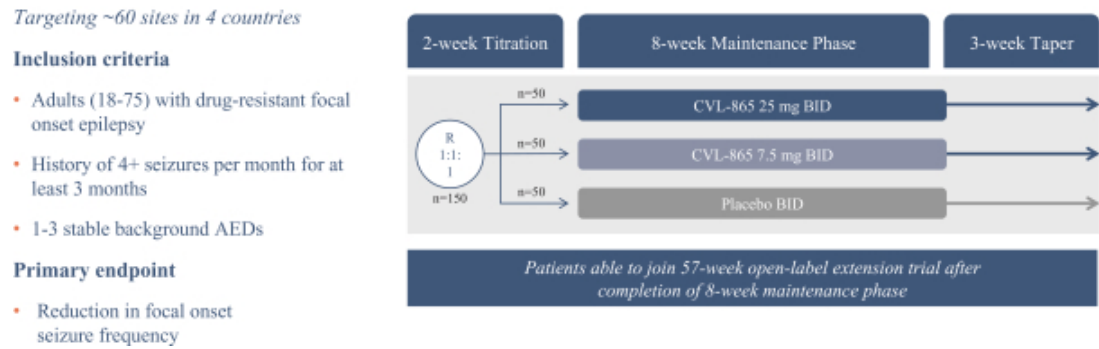 Targeting ~60 sites in 4 countries
Inclusion criteria
• Adults (18-75) with drug-resistant focal
onset epilepsy
• History of 4+ seizures per month for at
least 3 months
• 1-3 stable background AEDs
Primary endpoint
• Reduction in focal onset
seizure frequency
2-week Titration
8-week Maintenance Phase
3-week Taper
R
1:1:
1
n=150
n=50
CVL-865 25 mg BID
n=50
CVL-865 7.5 mg BID
n=50
Placebo BID
Patients able to join 57-week open-label extension trial after
completion of 8-week maintenance phase